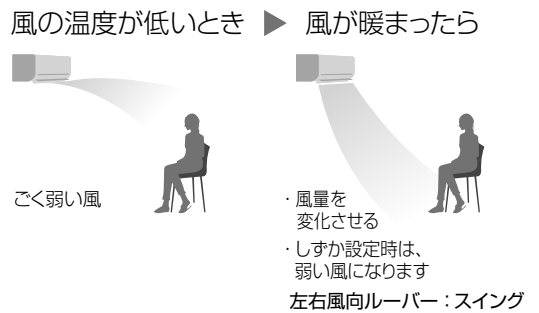 風の温度が低いとき ▶ 風が暖まったら
ごく弱い風
・風量を
変化させる
・しずか設定時は、
弱い風になります
左右風向ルーバー：スイング